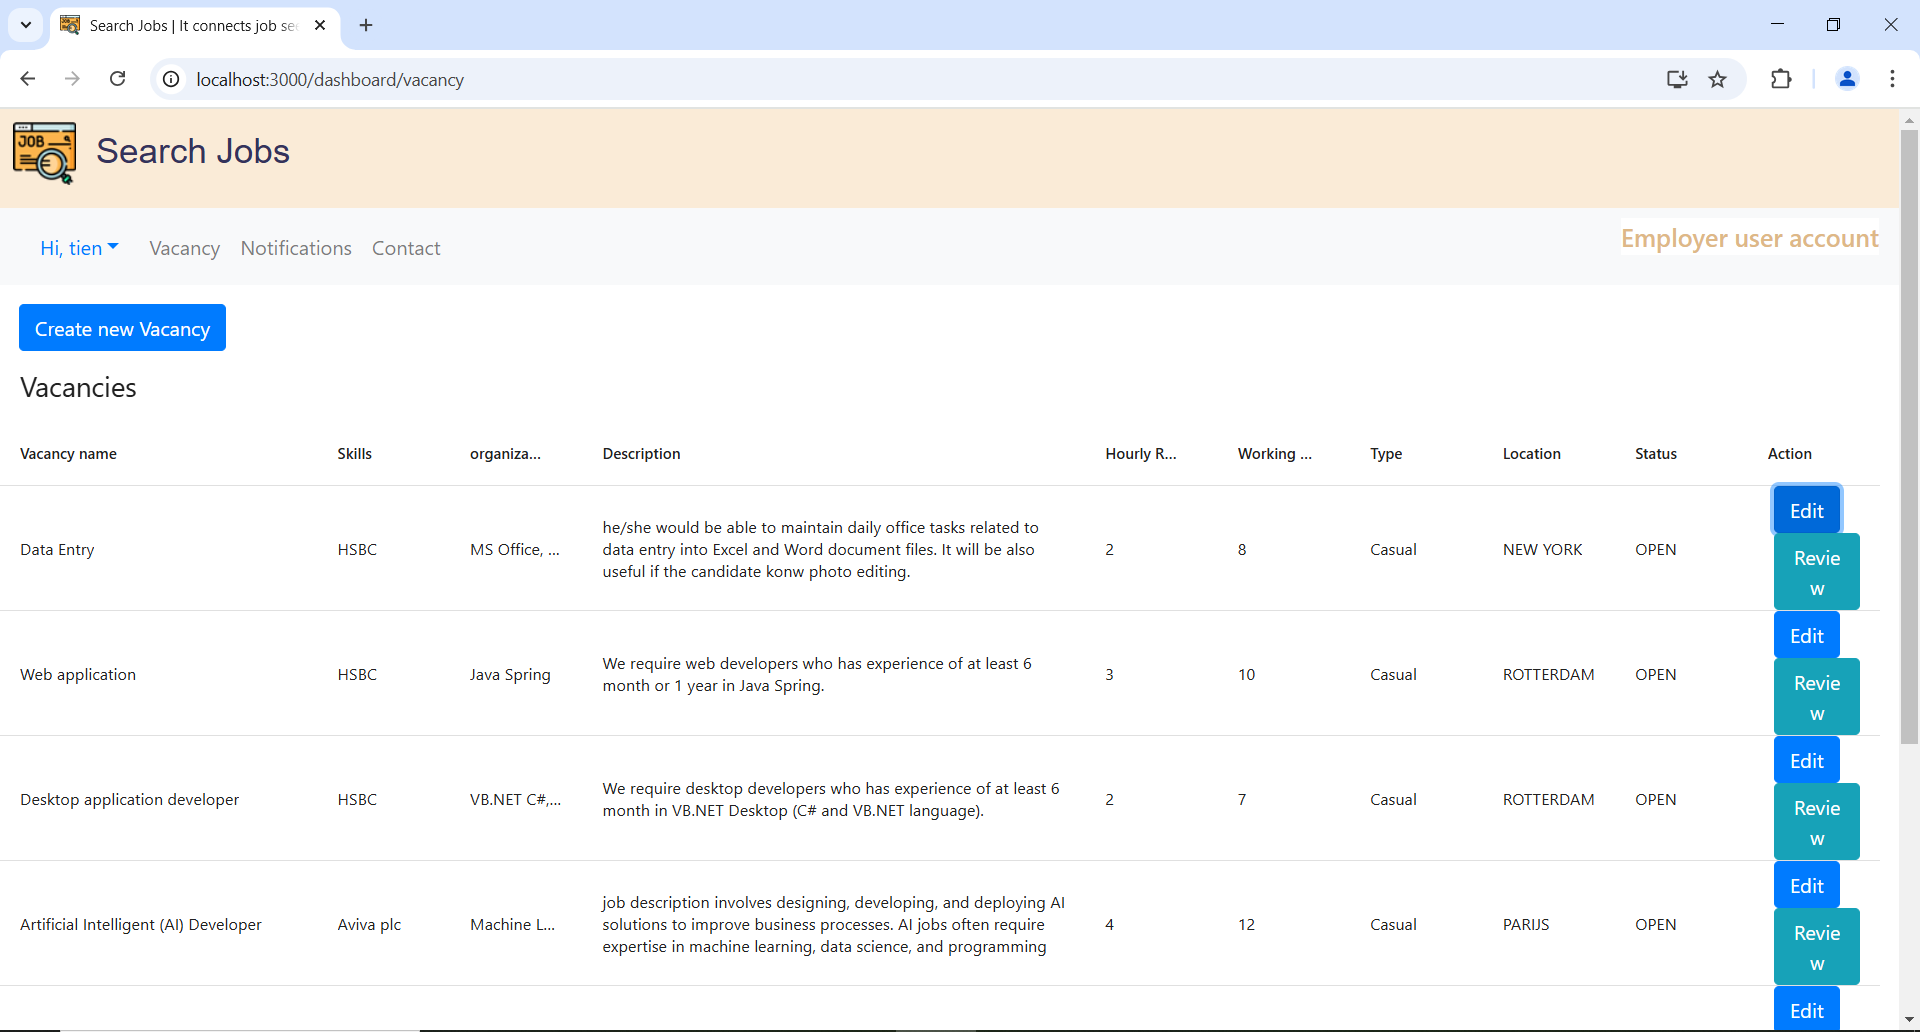 Search Jobs | It connects job se
localhost:3000/dashboard/vacancy
JOB
Search Jobs
Hi, tien Vacancy Notifications Contact
Employer user account
Create new Vacancy
Vacancies
Vacancy name Skills organiza... Description Hourly R... Working ... Type Location Status Action
Data Entry HSBC MS Office, ... he/she would be able to maintain daily office tasks related to
data entry into Excel and Word document files. It will be also
useful if the candidate konw photo editing. 2 8 Casual NEW YORK OPEN
Edit
Revie
w
Web application HSBC Java Spring We require web developers who has experience of at least 6
month or 1 year in Java Spring. 3 10 Casual ROTTERDAM OPEN
Edit
Revie
w
Desktop application developer HSBC VB.NET C#,... We require desktop developers who has experience of at least 6
month in VB.NET Desktop (C# and VB.NET language). 2 7 Casual ROTTERDAM OPEN
Edit
Revie
w
Artificial Intelligent (AI) Developer Aviva plc Machine L... job description involves designing, developing, and deploying AI
solutions to improve business processes. AI jobs often require
expertise in machine learning, data science, and programming 4 12 Casual PARIJS OPEN
Edit
Revie
w
Edit